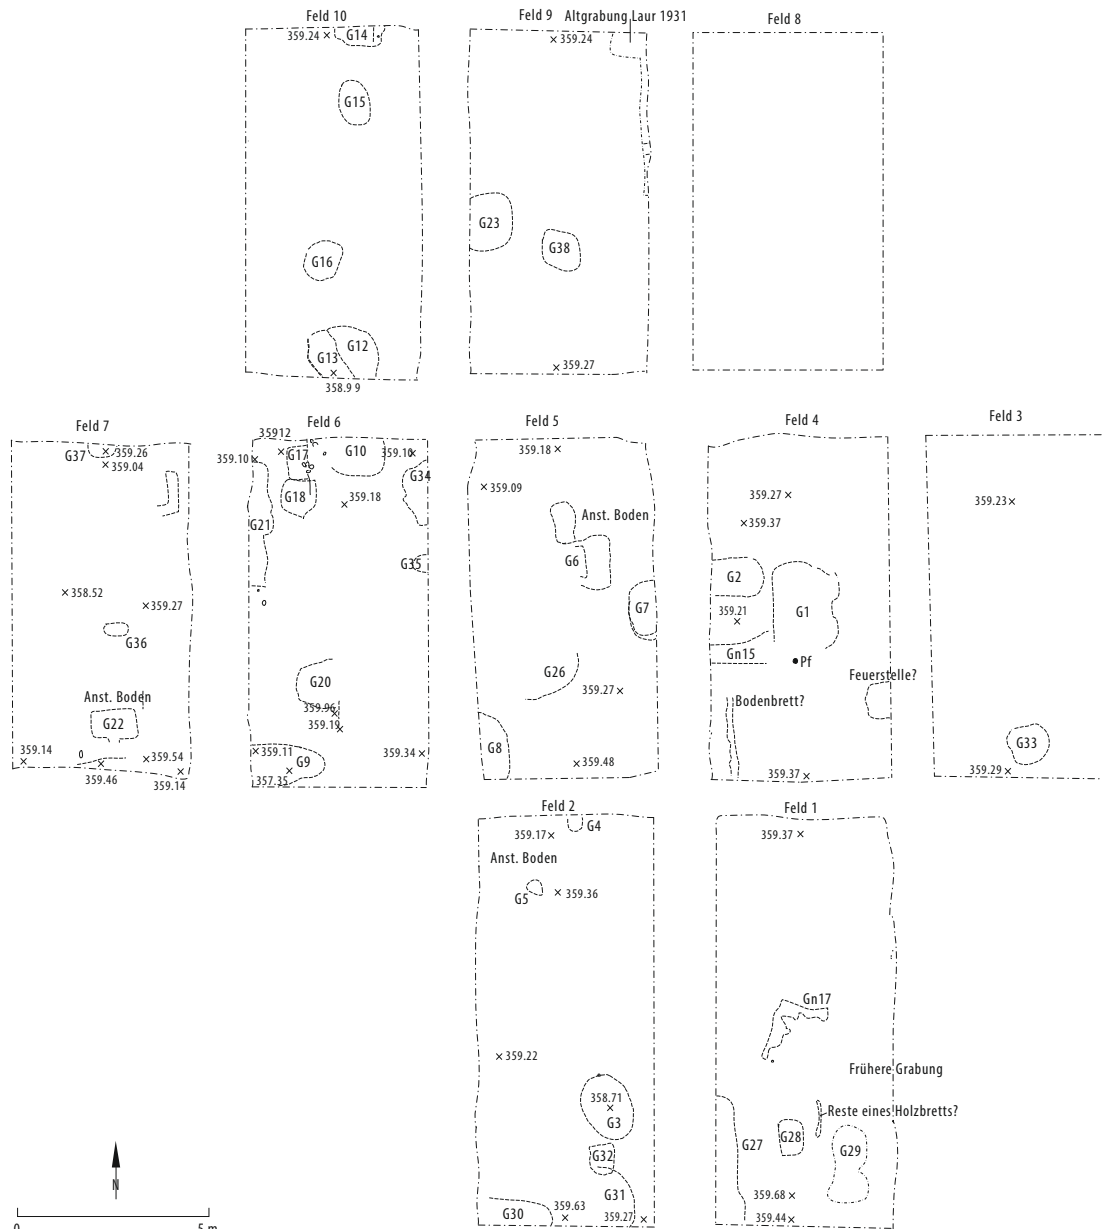 Feld 10
Feld 9
Altgrabung Laur 1931
Feld 8
359.24
G14
359.24
G15
G23
G38
G16
G13
G12
358.9 9
359.27
Feld 7
Feld 6
Feld 5
Feld 4
Feld 3
G37
359.26
359.04
35912
359.10
G17
G10
359.10
G34
G18
359.18
G21
G35
359.18
359.09
Anst. Boden
G6
G7
359.27
359.37
G2
G1
359.21
Gn15
Pf
359.23
358.52
359.27
G36
Anst. Boden
G22
359.14
359.54
359.46
359.14
G20
359.96
359.19
359.11
G9
357.35
359.34
G26
359.27
G8
359.48
Feuerstelle?
Bodenbrett?
359.37
G33
359.29
Feld 2
Feld 1
G4
359.17
Anst. Boden
G5
359.36
359.37
Gn17
359.22
Frühere Grabung
358.71
G3
Reste eines Holzbretts?
G32
G27
G28
G29
G31
G30
359.63
359.27
359.68
359.44
N
0
5 m